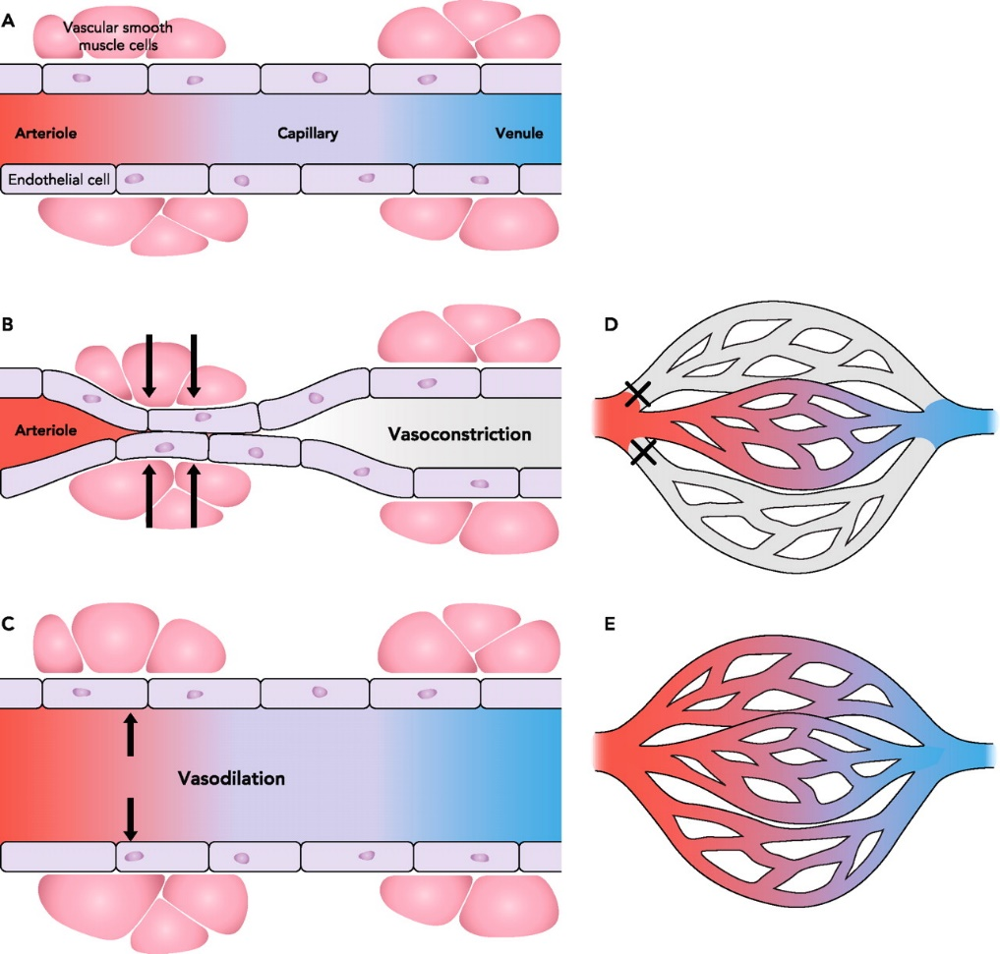 A
Vascular smooth
muscle cells
Arteriole
Capillary
Venule
Endothelial cell
B
Arteriole
Vasoconstriction
D
C
Vasodilation
E